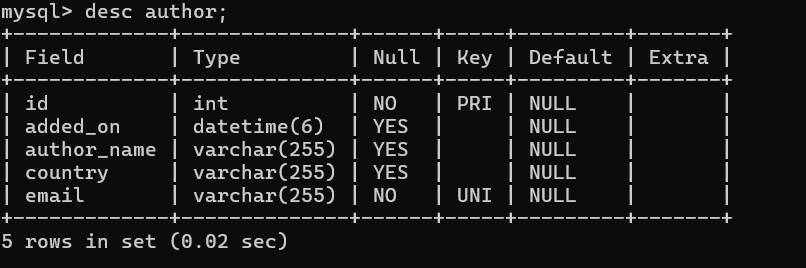 mysql> desc author;
+-------------+--------------+------+-----+---------+-------+
| Field       | Type         | Null | Key | Default | Extra |
+-------------+--------------+------+-----+---------+-------+
| id          | int          | NO   | PRI | NULL    |       |
| added_on    | datetime(6)  | YES  |     | NULL    |       |
| author_name | varchar(255) | YES  |     | NULL    |       |
| country     | varchar(255) | YES  |     | NULL    |       |
| email       | varchar(255) | NO   | UNI | NULL    |       |
+-------------+--------------+------+-----+---------+-------+
5 rows in set (0.02 sec)